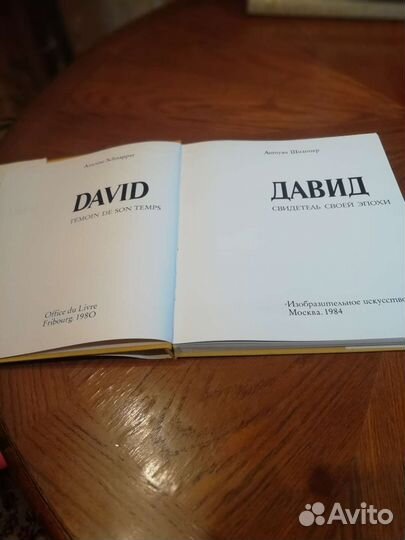 Antoine Schnapper
DAVID
TÉMOIN DE SON TEMPS
Office du Livre
Fribourg, 1980
Антуан Шнаппер
ДАВИД
СВИДЕТЕЛЬ СВОЕЙ ЭПОХИ
«Изобразительное искусство
Москва. 1984
Avito